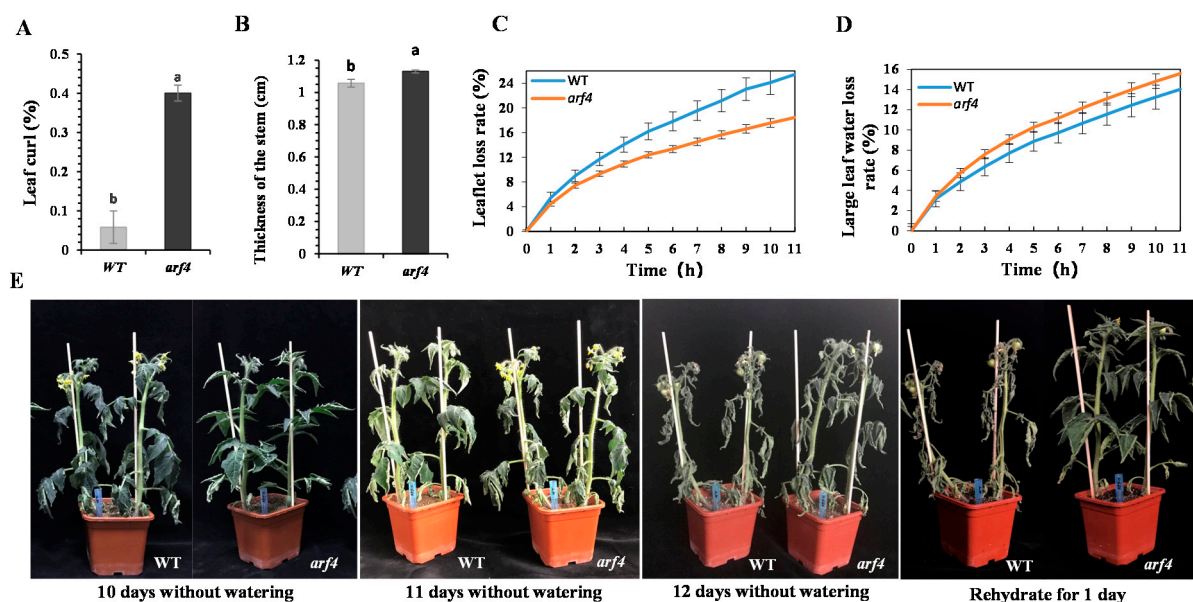 A
Leaf curl (%)
0.5
0.4
0.3
0.2
0.1
0
b
a
WT
arf4
B
Thickness of the stem (cm)
1.2
1
0.8
0.6
0.4
0.2
0
b
a
WT
arf4
C
Leaflet loss rate (%)
24
20
16
12
8
4
0
WT
arf4
0 1 2 3 4 5 6 7 8 9 10 11
Time (h)
D
Large leaf water loss
rate (%)
16
14
12
10
8
6
4
2
0
WT
arf4
0 1 2 3 4 5 6 7 8 9 10 11
Time (h)
E
WT
arf4
WT
arf4
WT
arf4
WT
arf4
10 days without watering
11 days without watering
12 days without watering
Rehydrate for 1 day